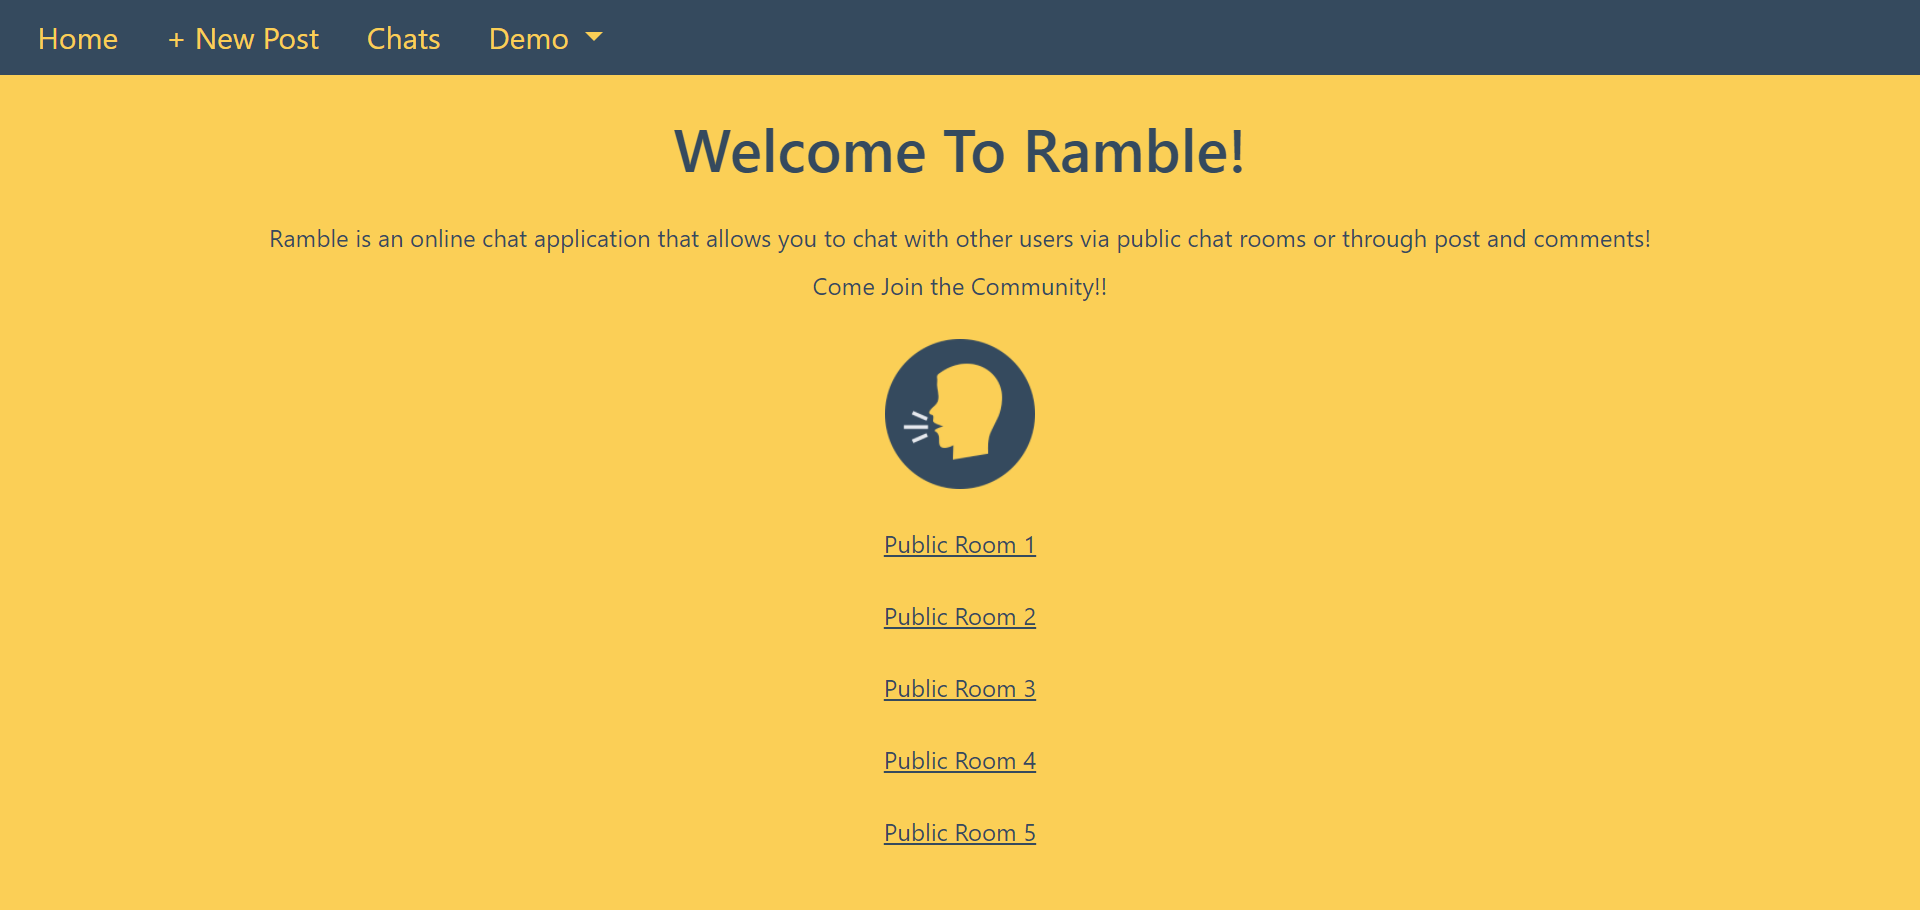 Home + New Post Chats Demo
Welcome To Ramble!
Ramble is an online chat application that allows you to chat with other users via public chat rooms or through post and comments!
Come Join the Community!!
Public Room 1
Public Room 2
Public Room 3
Public Room 4
Public Room 5